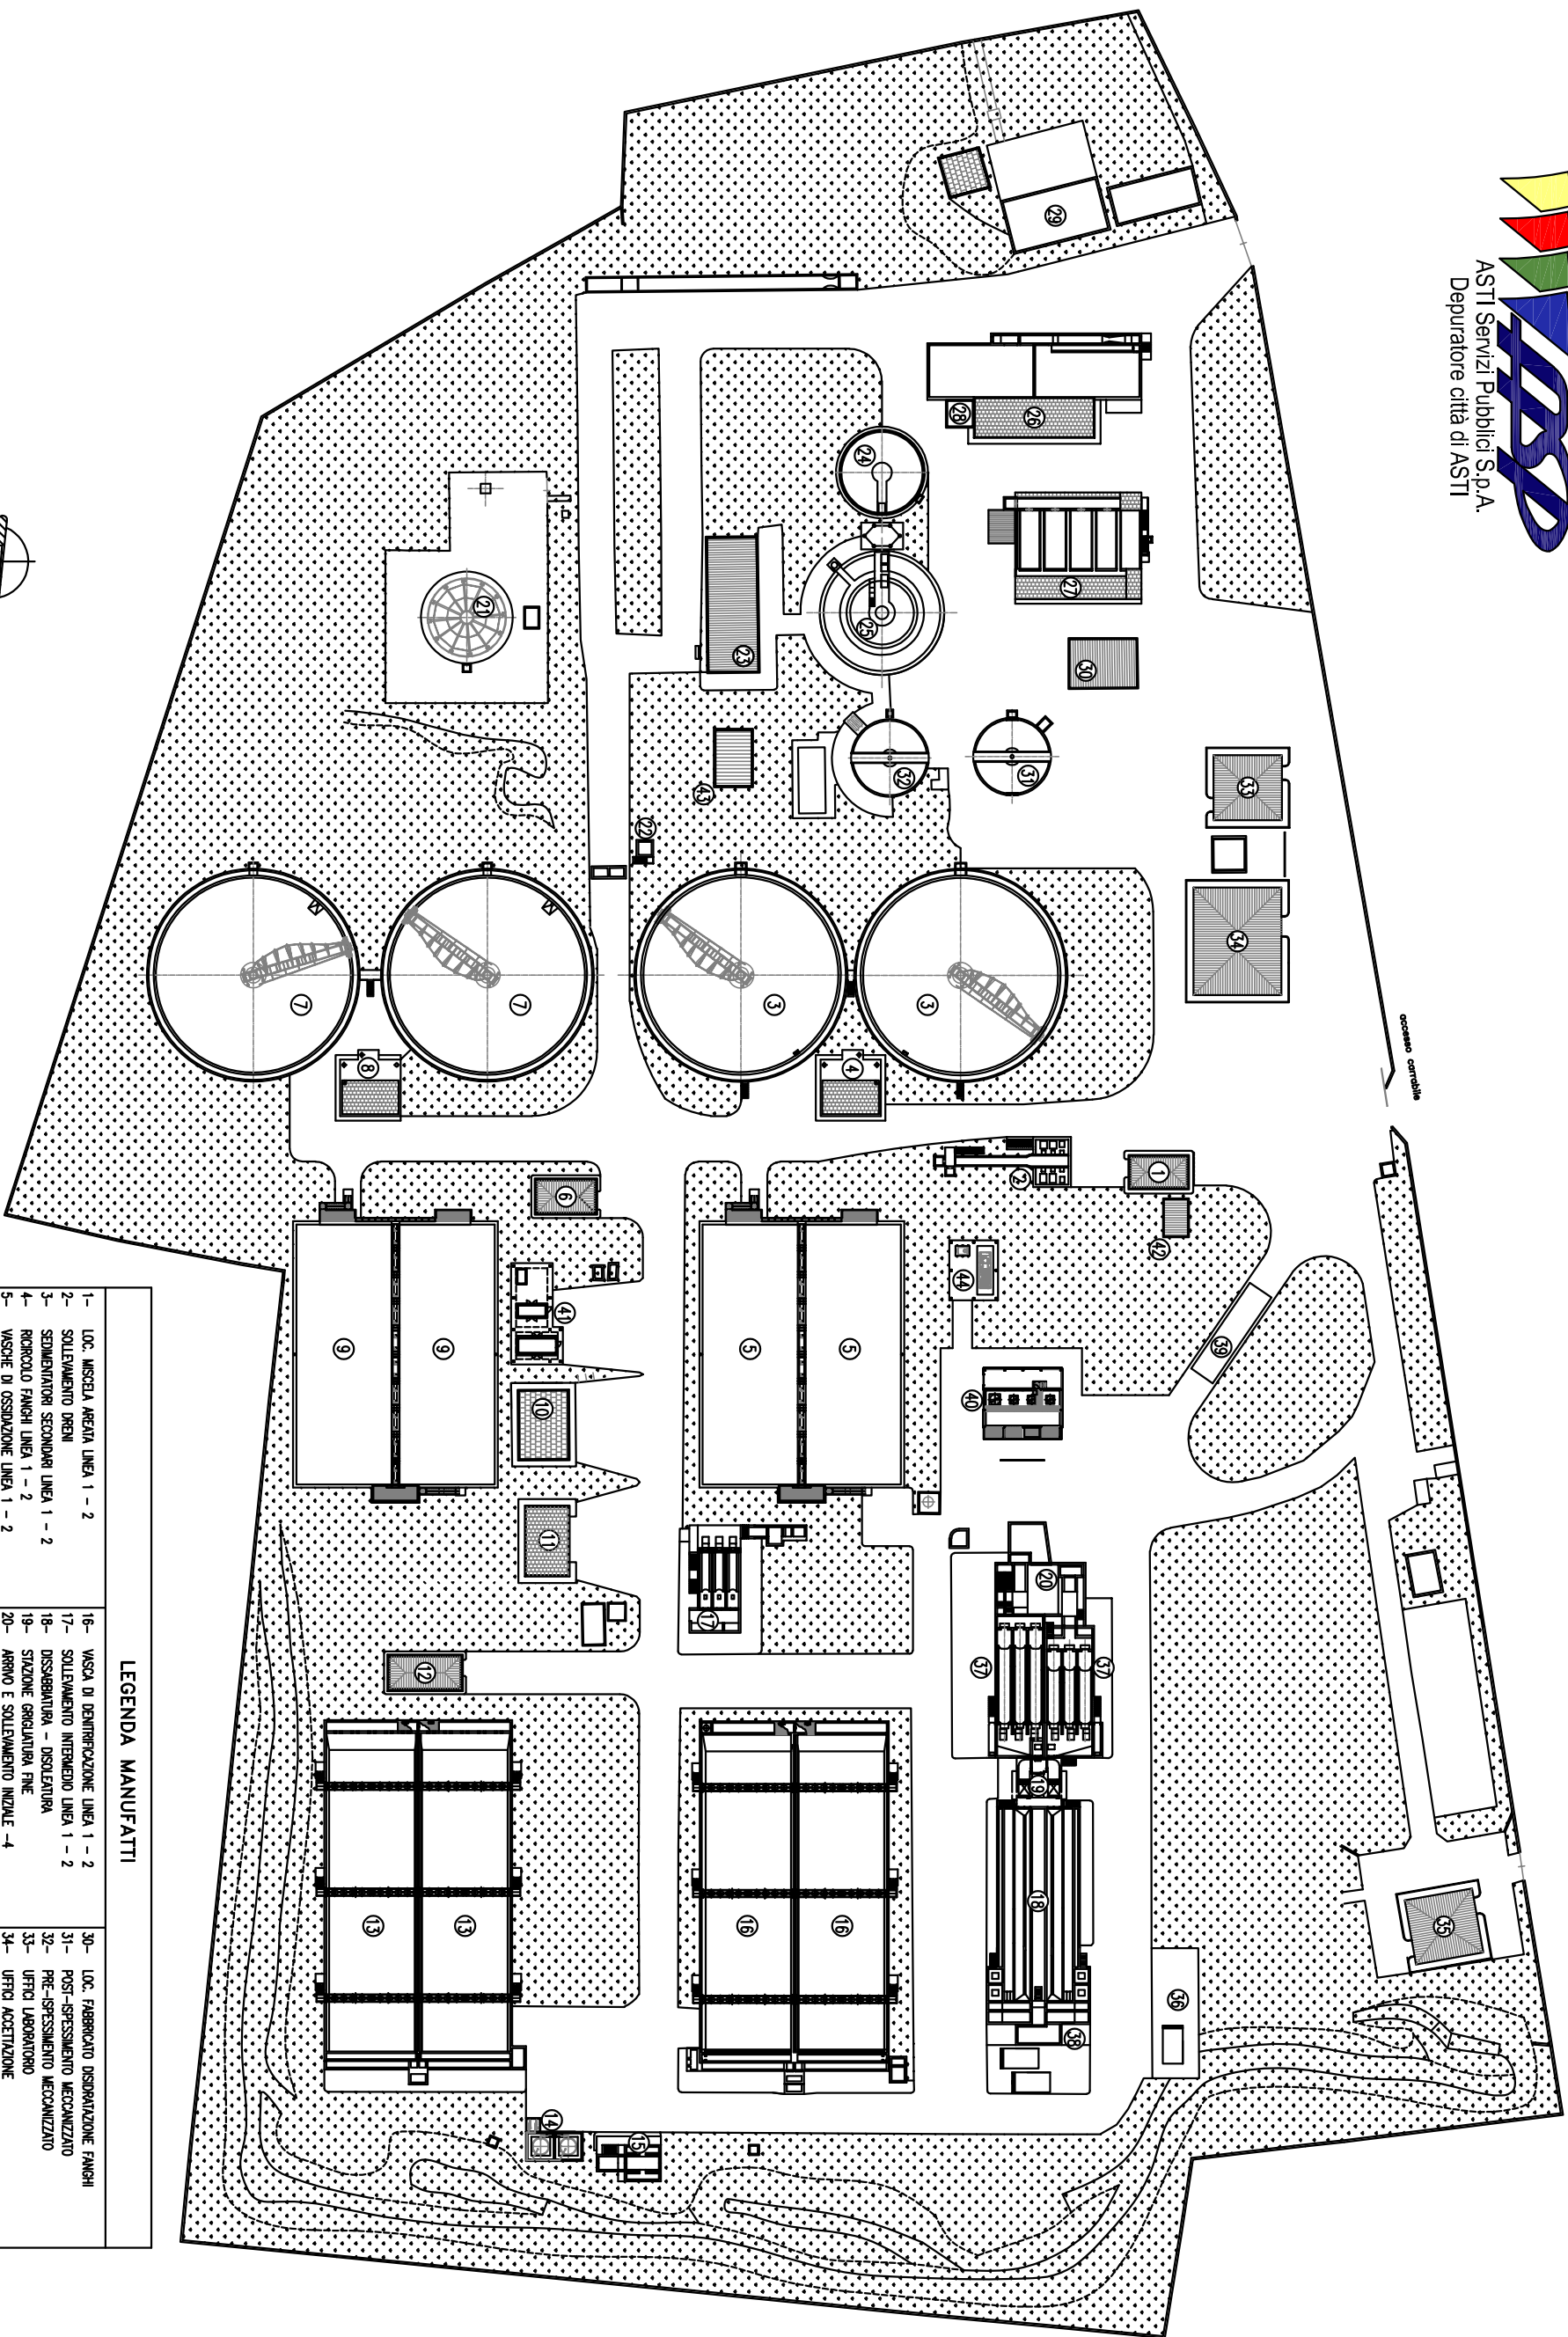 asp
ASTI Servizi Pubblici S.p.A.
Depuratore città di ASTI
accesso carrabile
33
34
35
36
1
42
39
30
27
26
28
29
31
32
24
25
23
43
22
21
3
3
4
7
7
8
2
44
40
20
37
37
19
18
38
5
5
17
16
16
6
41
10
11
9
9
12
13
13
14
15
LEGENDA MANUFATTI
1- LOC. MISCELA AREATA LINEA 1 - 2
2- SOLLEVAMENTO DRENI
3- SEDIMENTATORI SECONDARI LINEA 1 - 2
4- RICIRCOLO FANGHI LINEA 1 - 2
5- VASCHE DI OSSIDAZIONE LINEA 1 - 2
16- VASCA DI DENITRIFICAZIONE LINEA 1 - 2
17- SOLLEVAMENTO INTERMEDIO LINEA 1 - 2
18- DISSABBIATURA - DISOLEATURA
19- STAZIONE GRIGLIATURA FINE
20- ARRIVO E SOLLEVAMENTO INIZIALE -4
30- LOC. FABBRICATO DISIDRATAZIONE FANGHI
31- POST-ISPESSIMENTO MECCANIZZATO
32- PRE-ISPESSIMENTO MECCANIZZATO
33- UFFICI LABORATORIO
34- UFFICI ACCETTAZIONE